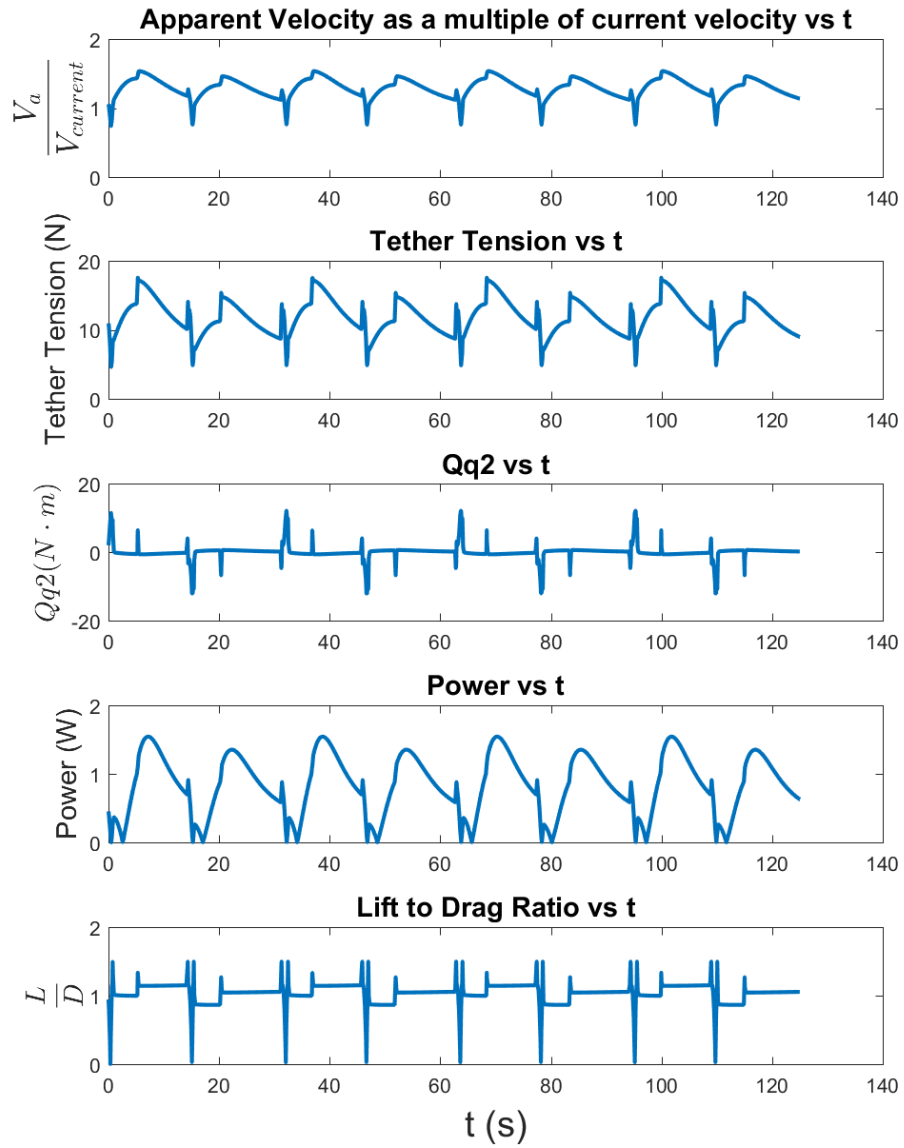 Apparent Velocity as a multiple of current velocity vs t
2
1
0
V_a
V_current
0 20 40 60 80 100 120 140
Tether Tension vs t
20
10
0
Tether Tension (N)
0 20 40 60 80 100 120 140
Qq2 vs t
20
0
-20
Qq2(N · m)
0 20 40 60 80 100 120 140
Power vs t
2
1
0
Power (W)
0 20 40 60 80 100 120 140
Lift to Drag Ratio vs t
2
1
0
L
D
0 20 40 60 80 100 120 140
t (s)